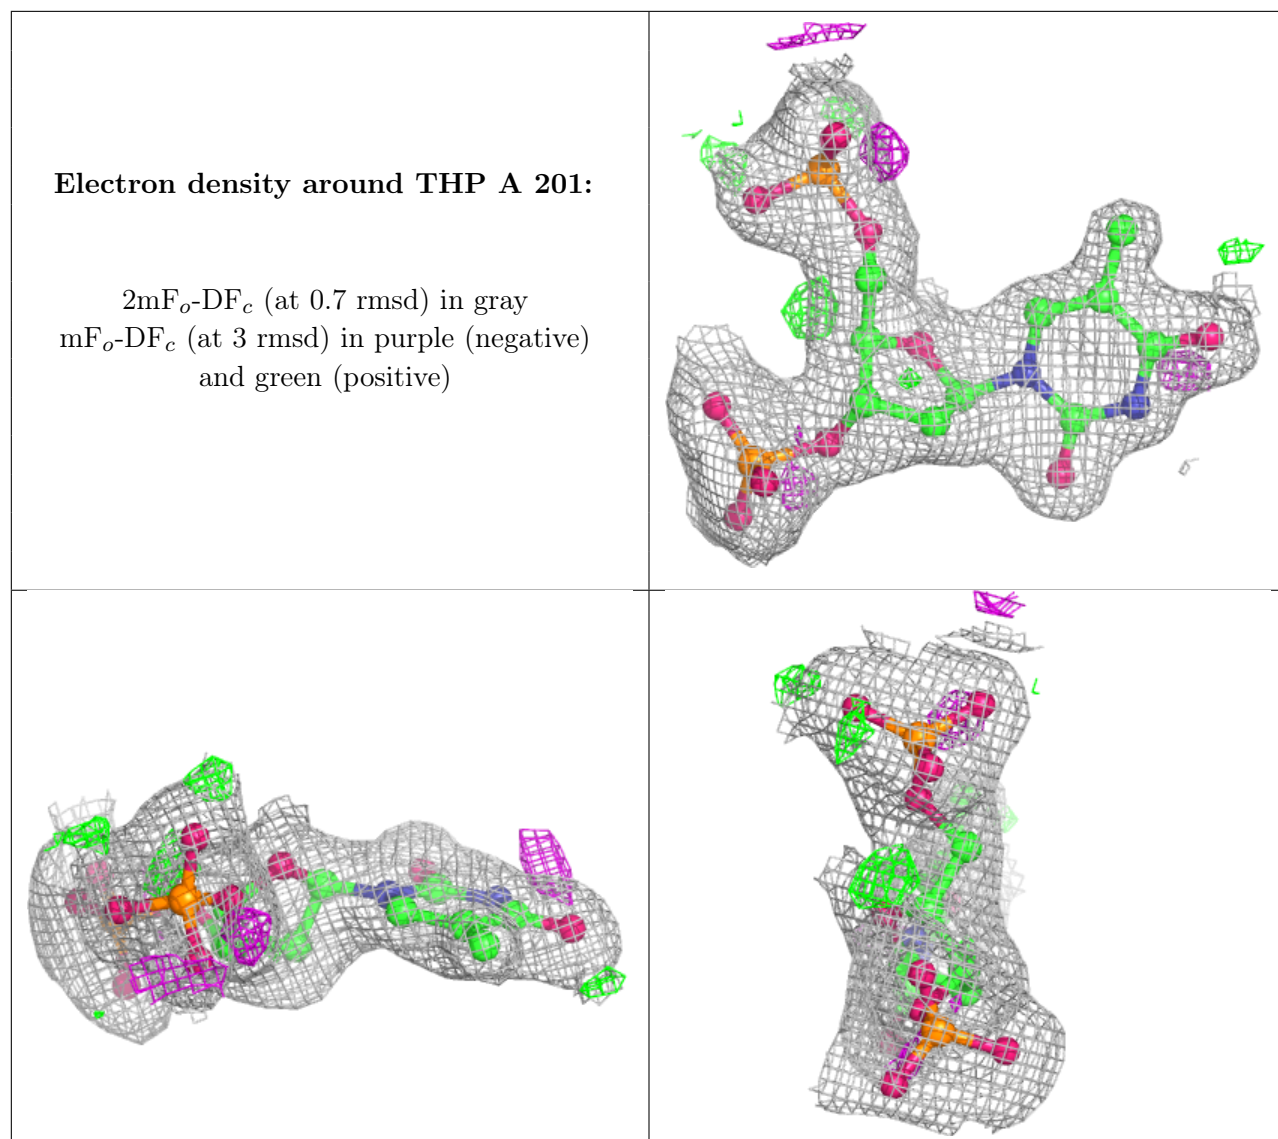 Electron density around THP A 201:
2mFo-DFc (at 0.7 rmsd) in gray
mFo-DFc (at 3 rmsd) in purple (negative)
and green (positive)